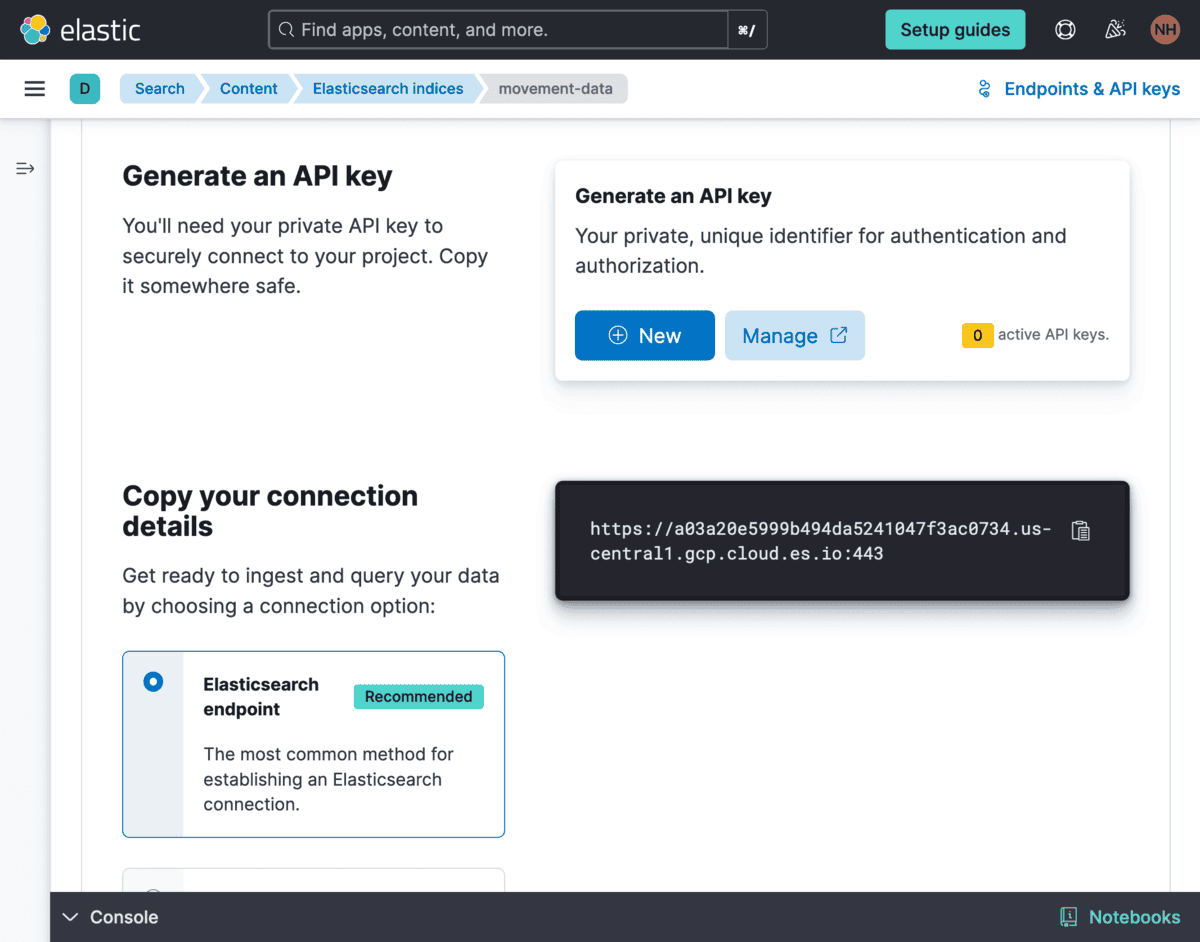 elastic
Find apps, content, and more.
⌘/
Setup guides
NH
D
Search
Content
Elasticsearch indices
movement-data
Endpoints & API keys
Generate an API key
You'll need your private API key to
securely connect to your project. Copy
it somewhere safe.
Generate an API key
Your private, unique identifier for authentication and
authorization.
New
Manage
0 active API keys.
Copy your connection
details
Get ready to ingest and query your data
by choosing a connection option:
https://a03a20e5999b494da5241047f3ac0734.us-
central1.gcp.cloud.es.io:443
Elasticsearch
endpoint
Recommended
The most common method for
establishing an Elasticsearch
connection.
Console
Notebooks